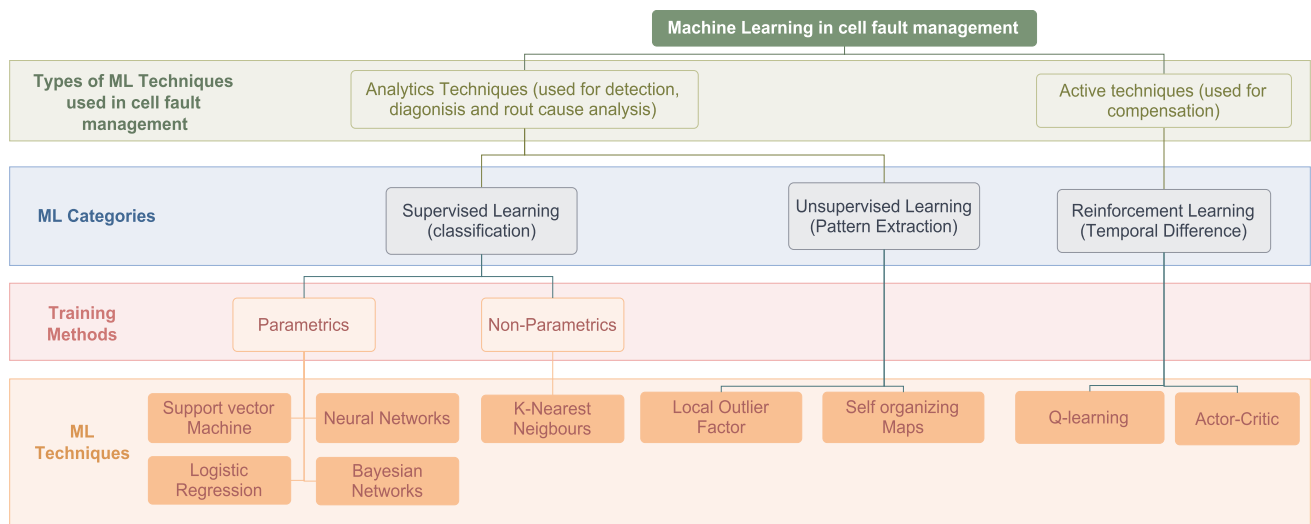 Machine Learning in cell fault management
Types of ML Techniques
used in cell fault
management
Analytics Techniques (used for detection,
diagonisis and rout cause analysis)
Active techniques (used for
compensation)
ML Categories
Supervised Learning
(classification)
Unsupervised Learning
(Pattern Extraction)
Reinforcement Learning
(Temporal Difference)
Training
Methods
Parametrics
Non-Parametrics
ML
Techniques
Support vector
Machine
Neural Networks
K-Nearest
Neigbours
Local Outlier
Factor
Self organizing
Maps
Q-learning
Actor-Critic
Logistic
Regression
Bayesian
Networks